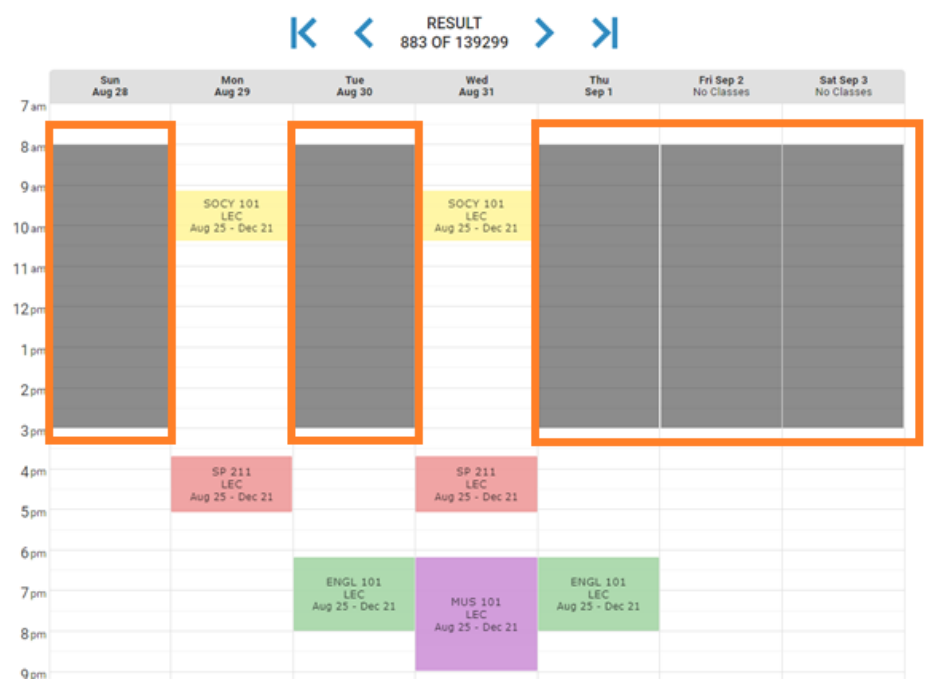 RESULT
883 OF 139299
Sun
Aug 28
Mon
Aug 29
Tue
Aug 30
Wed
Aug 31
Thu
Sep 1
Fri Sep 2
No Classes
Sat Sep 3
No Classes
7am
8am
9am
SOCY 101
LEC
Aug 25 - Dec 21
SOCY 101
LEC
Aug 25 - Dec 21
10am
11am
12pm
1pm
2pm
3pm
4pm
SP 211
LEC
Aug 25 - Dec 21
SP 211
LEC
Aug 25 - Dec 21
5pm
6pm
ENGL 101
LEC
Aug 25 - Dec 21
MUS 101
LEC
Aug 25 - Dec 21
ENGL 101
LEC
Aug 25 - Dec 21
7pm
8pm
9pm